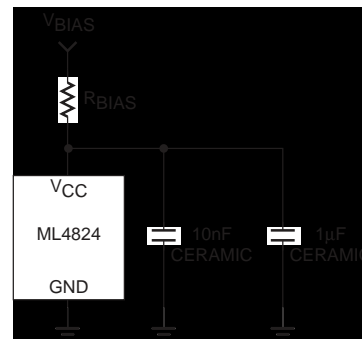 VBIAS
RBIAS
VCC
ML4824
GND
10nF
CERAMIC
1μF
CERAMIC